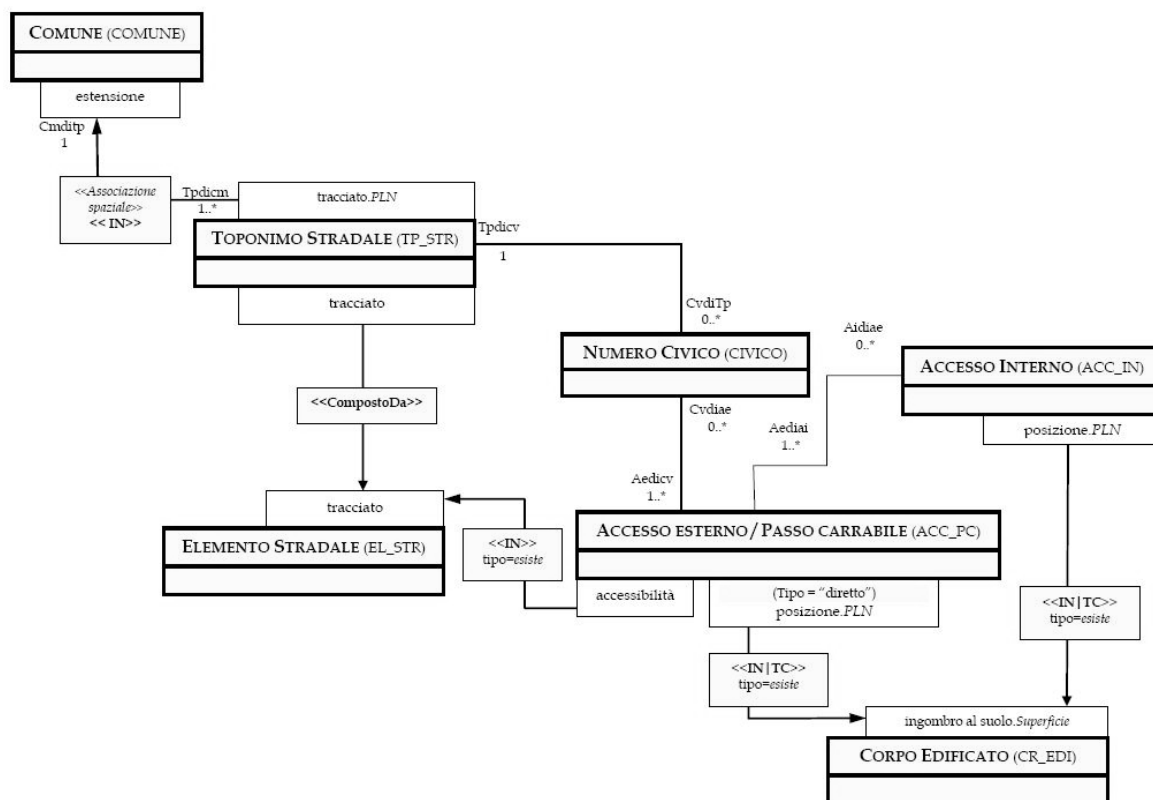 COMUNE (COMUNE)
estensione
Cmditp
1
<<Associazione
spaziale>>
<< IN>>
Tpdicm
1..*
tracciato.PLN
TOPONIMO STRADALE (TP_STR)
tracciato
Tpdicv
1
CvdiTp
0..*
NUMERO CIVICO (CIVICO)
Cvdiae
0..*
Aidiae
0..*
ACCESSO INTERNO (ACC_IN)
posizione.PLN
<<CompostoDa>>
Aediai
1..*
Aedicv
1..*
tracciato
ELEMENTO STRADALE (EL_STR)
<<IN>>
tipo=esiste
ACCESSO ESTERNO / PASSO CARRABILE (ACC_PC)
accessibilità
(Tipo = “diretto”)
posizione.PLN
<<IN|TC>>
tipo=esiste
<<IN|TC>>
tipo=esiste
ingombro al suolo.Superficie
CORPO EDIFICATO (CR_EDI)